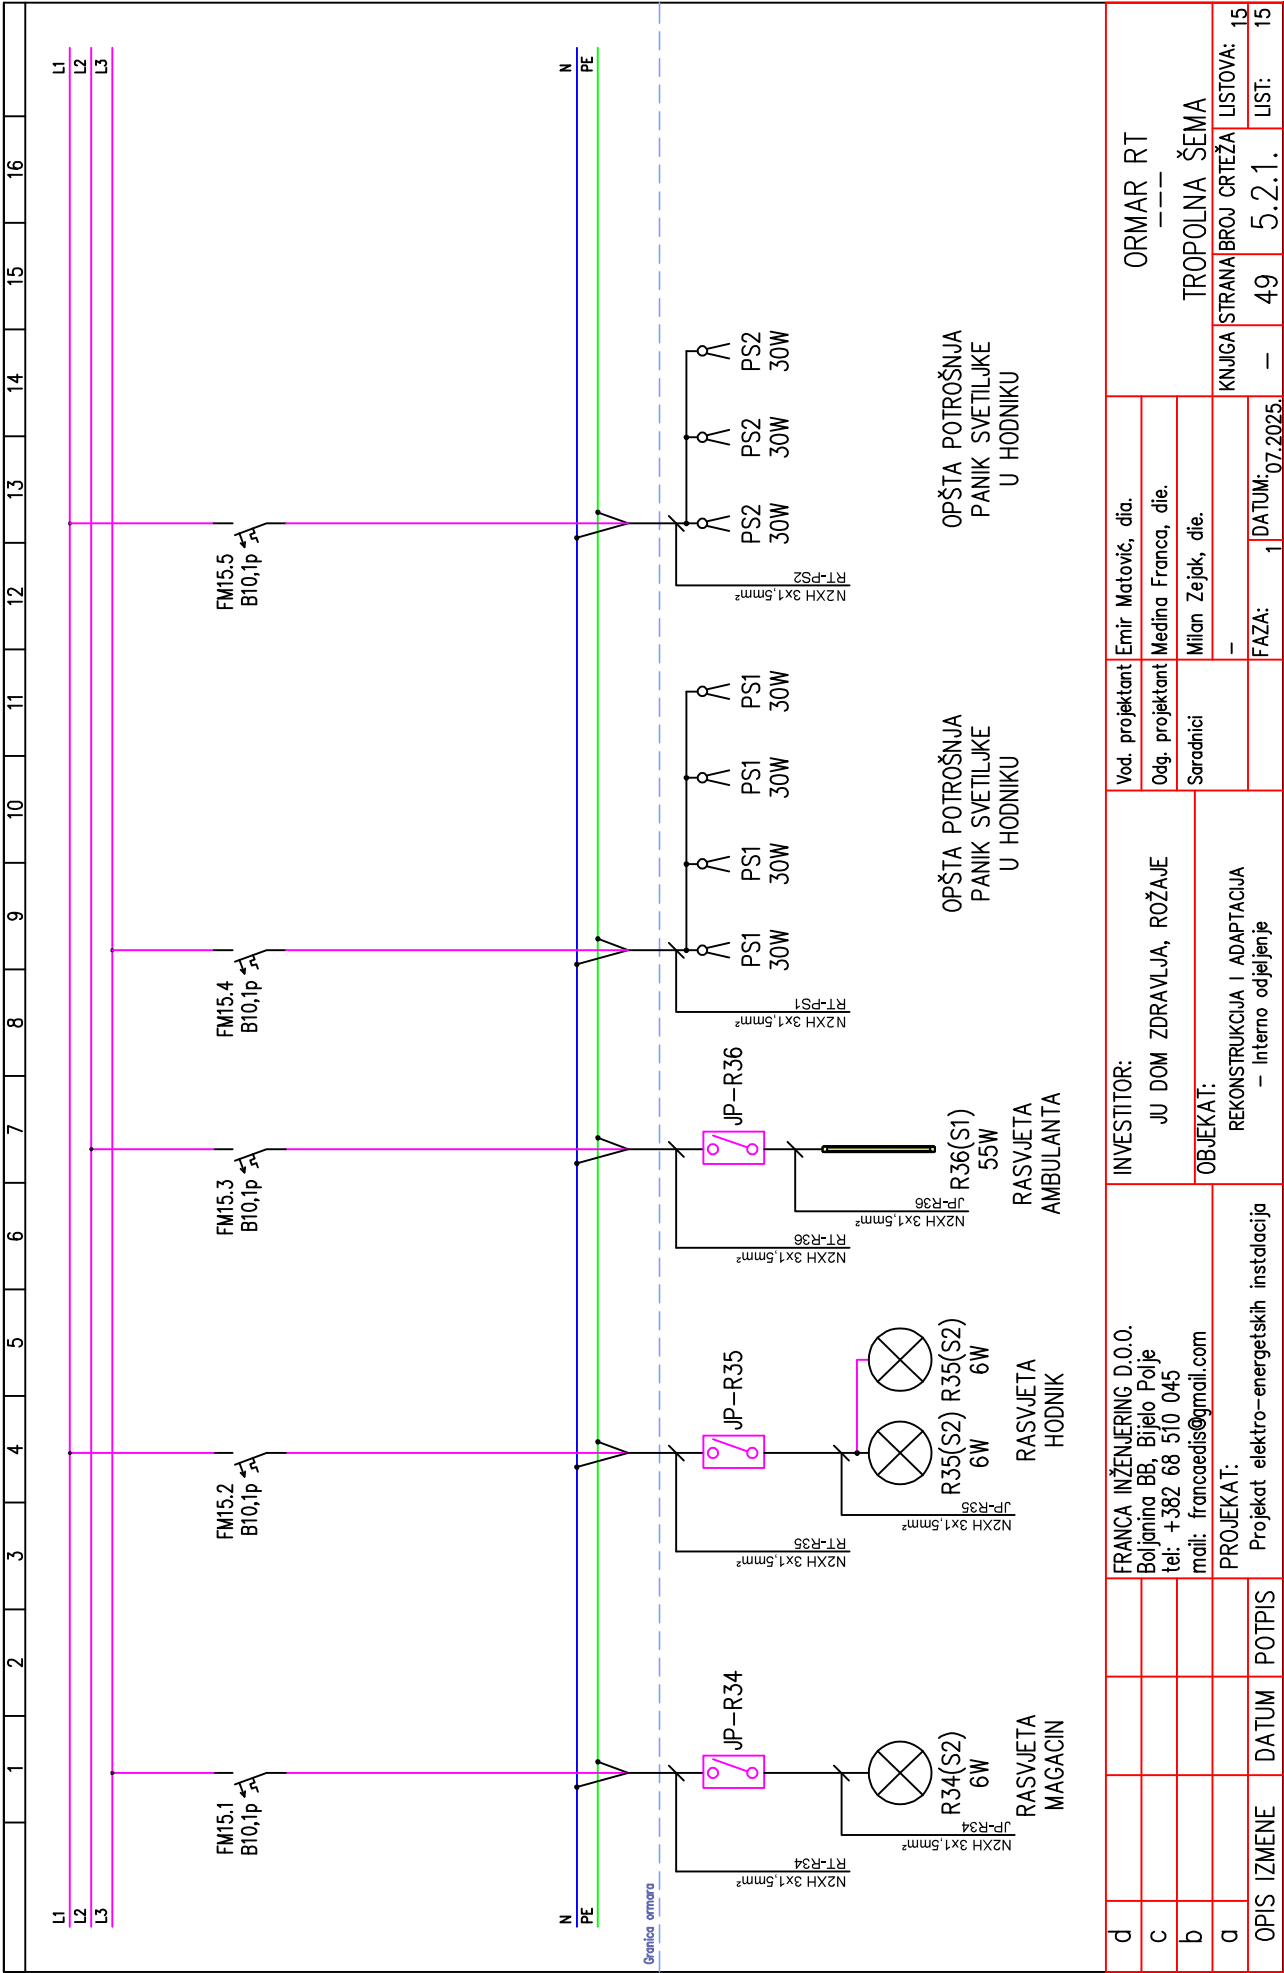 1 2 3 4 5 6 7 8 9 10 11 12 13 14 15 16
L1
L1
L2
L2
L3
L3
FM15.1
B10,1p
FM15.2
B10,1p
FM15.3
B10,1p
FM15.4
B10,1p
FM15.5
B10,1p
N
N
PE
PE
Granica ormara
JP-R34
RT-R34
N2XH 3x1,5mm²
JP-R34
N2XH 3x1,5mm²
R34(S2)
6W
RASVJETA
MAGACIN
JP-R35
RT-R35
N2XH 3x1,5mm²
JP-R35
N2XH 3x1,5mm²
R35(S2)
6W
R35(S2)
6W
RASVJETA
HODNIK
JP-R36
RT-R36
N2XH 3x1,5mm²
JP-R36
N2XH 3x1,5mm²
R36(S1)
55W
RASVJETA
AMBULANTA
RT-PS1
N2XH 3x1,5mm²
PS1
30W
PS1
30W
PS1
30W
PS1
30W
OPŠTA POTROŠNJA
PANIK SVETILJKE
U HODNIKU
RT-PS2
N2XH 3x1,5mm²
PS2
30W
PS2
30W
PS2
30W
OPŠTA POTROŠNJA
PANIK SVETILJKE
U HODNIKU
d
c
b
a
OPIS IZMENE
DATUM
POTPIS
FRANCA INŽENJERING D.O.O.
Boljanina BB, Bijelo Polje
tel: +382 68 510 045
mail: francaedis@gmail.com
PROJEKAT:
Projekat elektro-energetskih instalacija
INVESTITOR:
JU DOM ZDRAVLJA, ROŽAJE
OBJEKAT:
REKONSTRUKCIJA I ADAPTACIJA
- Interno odjeljenje
Vod. projektant Emir Matović, dia.
Odg. projektant Medina Franca, die.
Saradnici Milan Zejak, die.
-
FAZA: 1
DATUM: 07.2025.
ORMAR RT
---
TROPOLNA ŠEMA
KNJIGA
-
STRANA
49
BROJ CRTEŽA
5.2.1.
LISTOVA: 15
LIST: 15